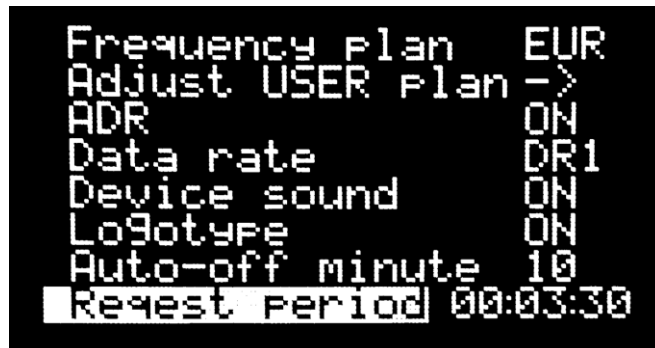 Frequency plan EUR
Adjust USER plan ->
ADR ON
Data rate DR1
Device sound ON
Logotype ON
Auto-off minute 10
Reqest period 00:03:30